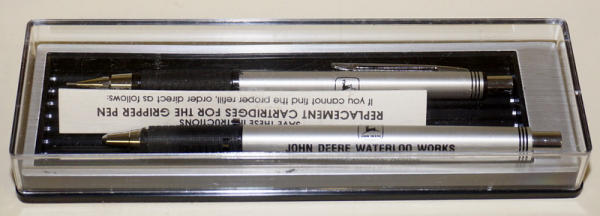 SAVE THESE INSTRUCTIONS
REPLACEMENT CARTRIDGES FOR THE GRIPPER PEN
If you cannot find the proper refill, order direct as follows:
JOHN DEERE WATERLOO WORKS